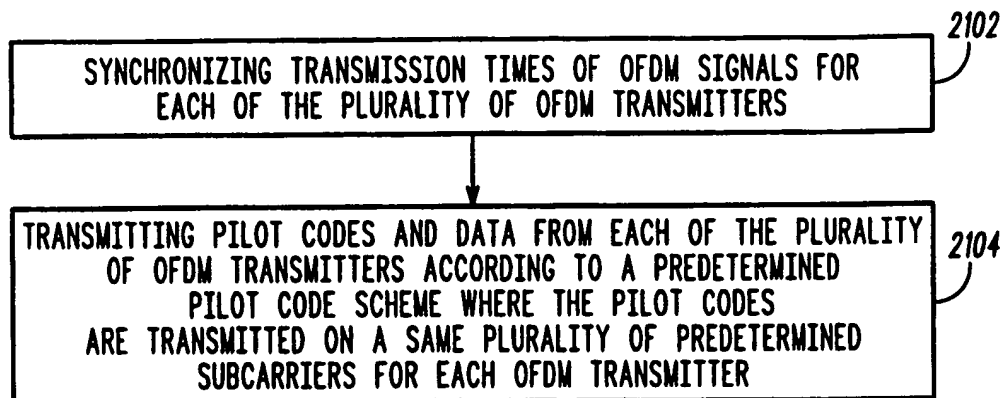 2102
SYNCHRONIZING TRANSMISSION TIMES OF OFDM SIGNALS FOR
EACH OF THE PLURALITY OF OFDM TRANSMITTERS
TRANSMITTING PILOT CODES AND DATA FROM EACH OF THE PLURALITY
OF OFDM TRANSMITTERS ACCORDING TO A PREDETERMINED
PILOT CODE SCHEME WHERE THE PILOT CODES
ARE TRANSMITTED ON A SAME PLURALITY OF PREDETERMINED
SUBCARRIERS FOR EACH OFDM TRANSMITTER
2104